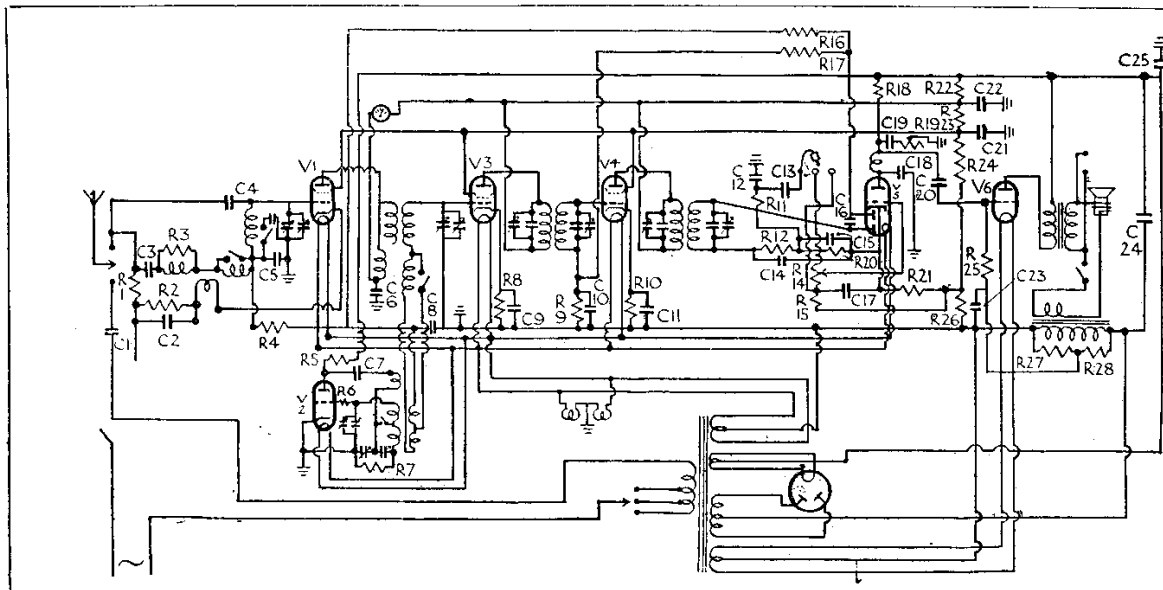 R16
R17
C25
R18
R22
C22
R
23
C19
R19
C21
R24
V1
V3
V4
C
12
C13
C18
C
20
V6
C4
R11
C
16
V
5
R3
C3
C5
R12
C15
R20
C
24
R
1
R2
C
6
C
8
R8
R
9
C
10
R10
C14
R
14
C17
R21
R
25
C23
C1
C2
R4
C9
C11
R
15
R26
R5
C7
R27
R28
V
2
R6
R7